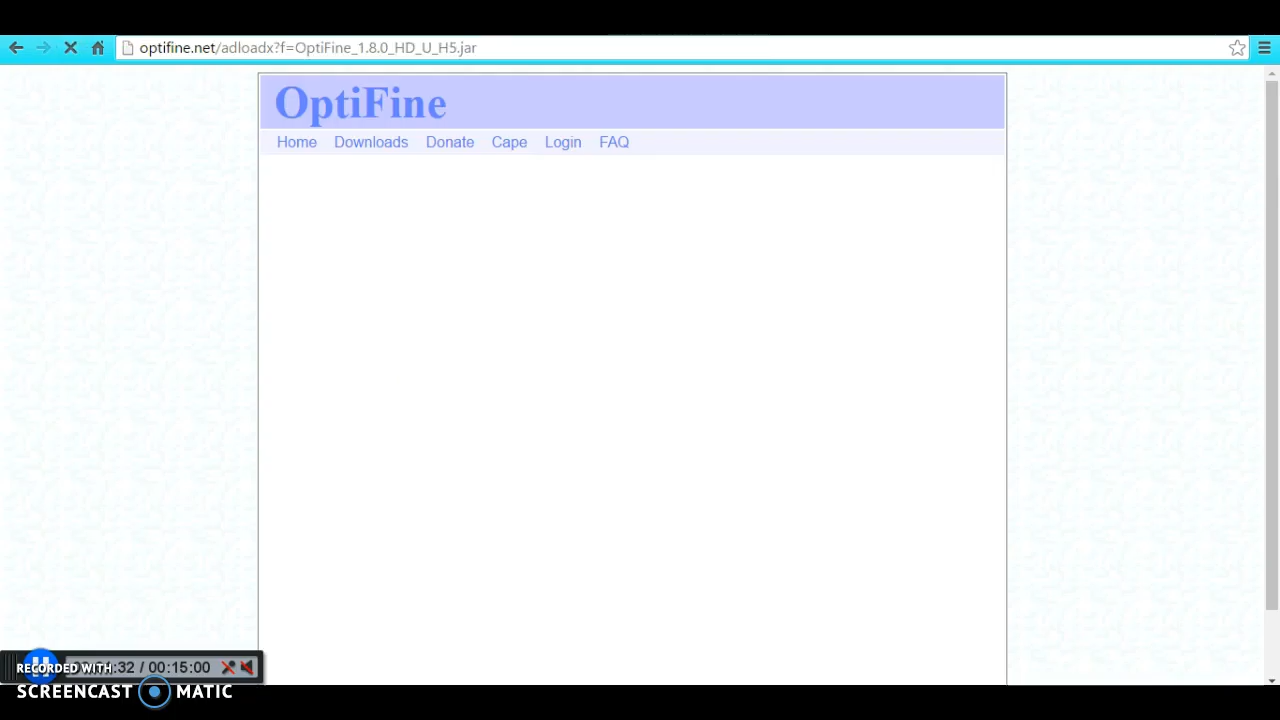 optifine.net/adloadx?f=OptiFine_1.8.0_HD_U_H5.jar
OptiFine
Home Downloads Donate Cape Login FAQ
:32 / 00:15:00
RECORDED WITH
SCREENCAST MATIC